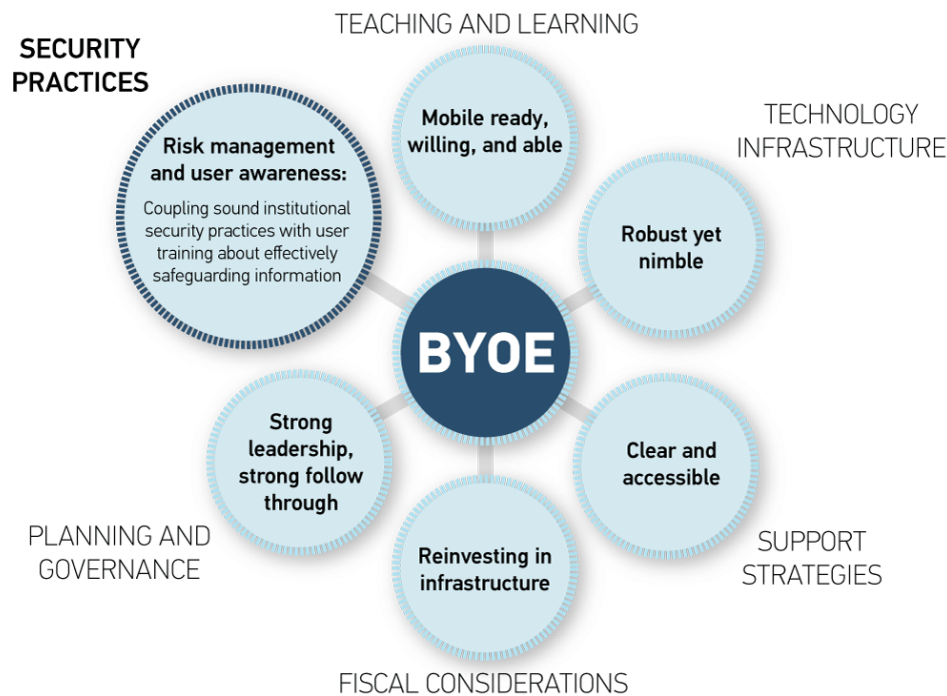 SECURITY
PRACTICES
Risk management
and user awareness:
Coupling sound institutional
security practices with user
training about effectively
safeguarding information
TEACHING AND LEARNING
Mobile ready,
willing, and able
TECHNOLOGY
INFRASTRUCTURE
Robust yet
nimble
BYOE
Clear and
accessible
SUPPORT
STRATEGIES
Reinvesting in
infrastructure
FISCAL CONSIDERATIONS
Strong
leadership,
strong follow
through
PLANNING AND
GOVERNANCE